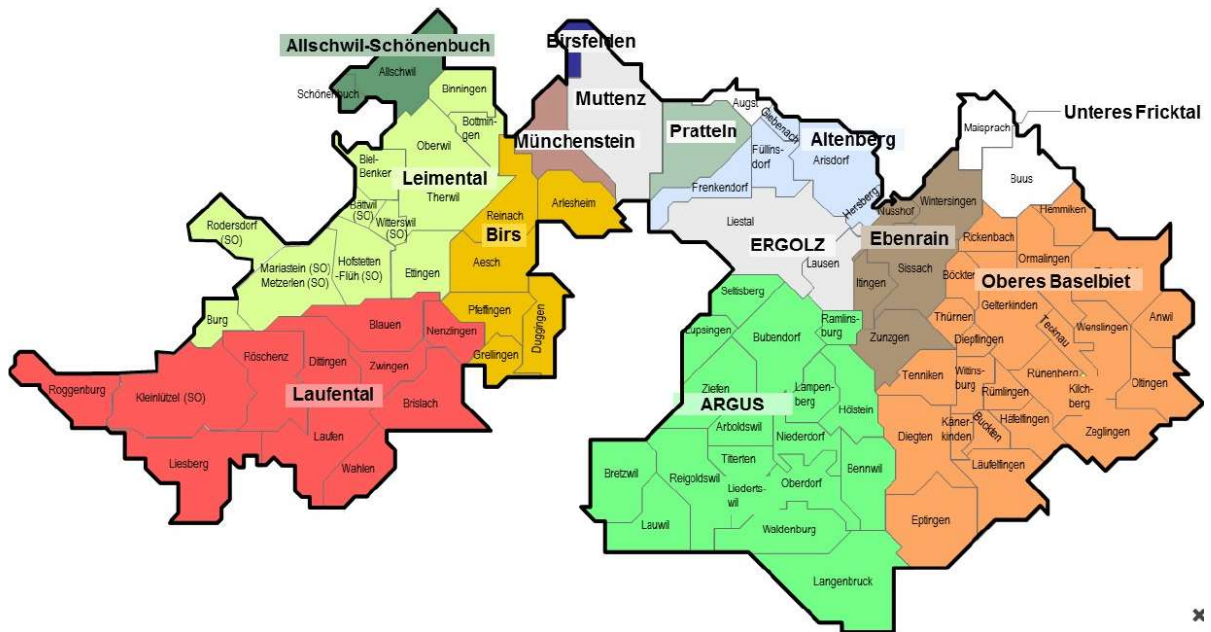 Allschwil-Schönenbuch
Allschwil
Schönenbuch
Binningen
Bottmin-
gen
Oberwil
Biel-
Benker
Leimental
Therwil
Bättwil
(SO)
Witterswil
(SO)
Rodersdorf
(SO)
Mariastein (SO)
Metzerlen (SO)
Hofstetten
-Flüh (SO)
Ettingen
Burg
Birsfelden
Muttenz
Münchenstein
Pratteln
Augst
Giebenach
Altenberg
Füllins-
dorf
Arisdorf
Frenkendorf
Hersberg
Unteres Fricktal
Maisprach
Buus
Reinach
Arlesheim
Birs
Aesch
Pfeffingen
Duggingen
Grellingen
Liestal
ERGOLZ
Lausen
Nusshof
Wintersingen
Ebenrain
Sissach
Itingen
Zunzgen
Hemmiken
Rickenbach
Ormalingen
Böckten
Oberes Baselbiet
Gelterkinden
Thürnen
Tecknau
Wenslingen
Anwil
Diepflingen
Tenniken
Wittins-
burg
Rünenberg
Rümlingen
Kilch-
berg
Oltingen
Känerkinden
Buckten
Häfelfingen
Zeglingen
Diegten
Läufelfingen
Eptingen
Blauen
Nenzlingen
Röschenz
Dittingen
Zwingen
Roggenburg
Kleinlützel (SO)
Laufental
Brislach
Laufen
Liesberg
Wahlen
Seltisberg
Ramlins-
burg
Lupsingen
Bubendorf
Ziefen
Lampen-
berg
ARGUS
Hölstein
Arboldswil
Niederdorf
Titterten
Bretzwil
Reigoldswil
Liederts-
wil
Oberdorf
Bennwil
Lauwil
Waldenburg
Langenbruck